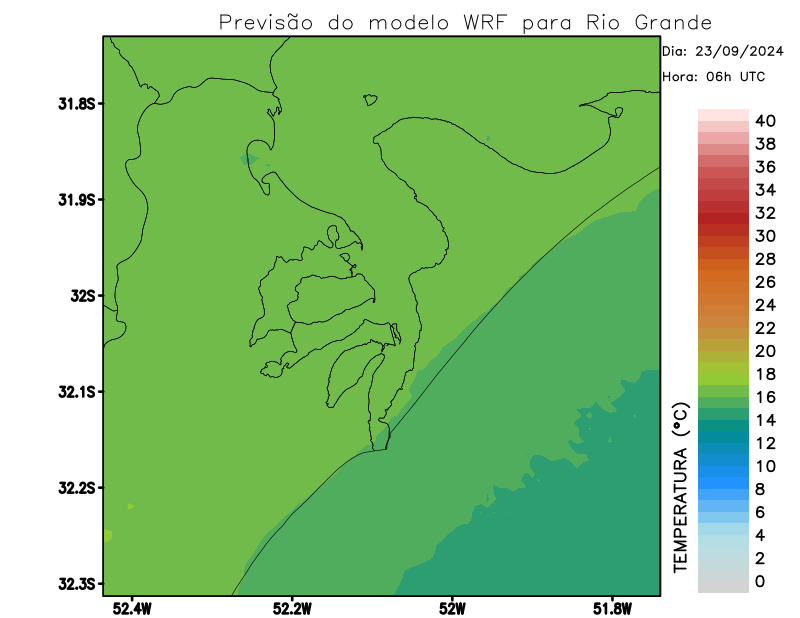 Previsão do modelo WRF para Rio Grande
Dia: 23/09/2024
Hora: 06h UTC
31.8S
31.9S
32S
32.1S
32.2S
32.3S
52.4W
52.2W
52W
51.8W
TEMPERATURA (°C)
40
38
36
34
32
30
28
26
24
22
20
18
16
14
12
10
8
6
4
2
0